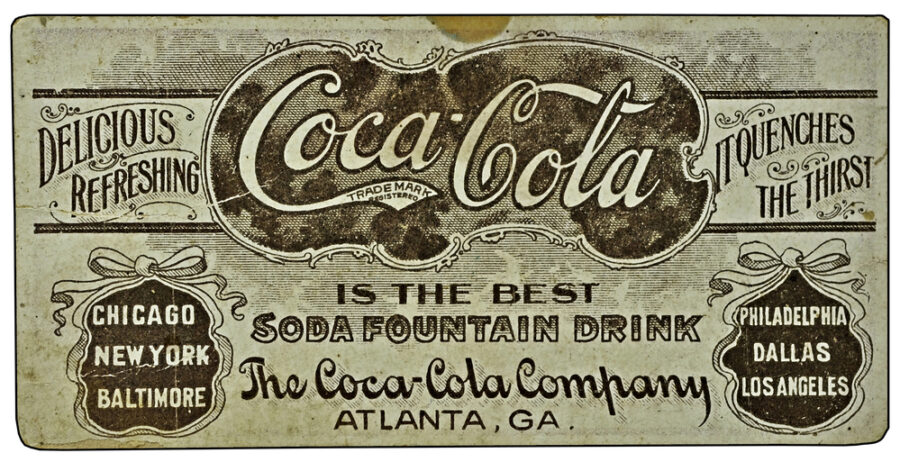 DELICIOUS
REFRESHING
Coca-Cola
TRADE MARK
REGISTERED
IT QUENCHES
THE THIRST
IS THE BEST
SODA FOUNTAIN DRINK
The Coca-Cola Company
ATLANTA, GA.
CHICAGO
NEW YORK
BALTIMORE
PHILADELPHIA
DALLAS
LOS ANGELES